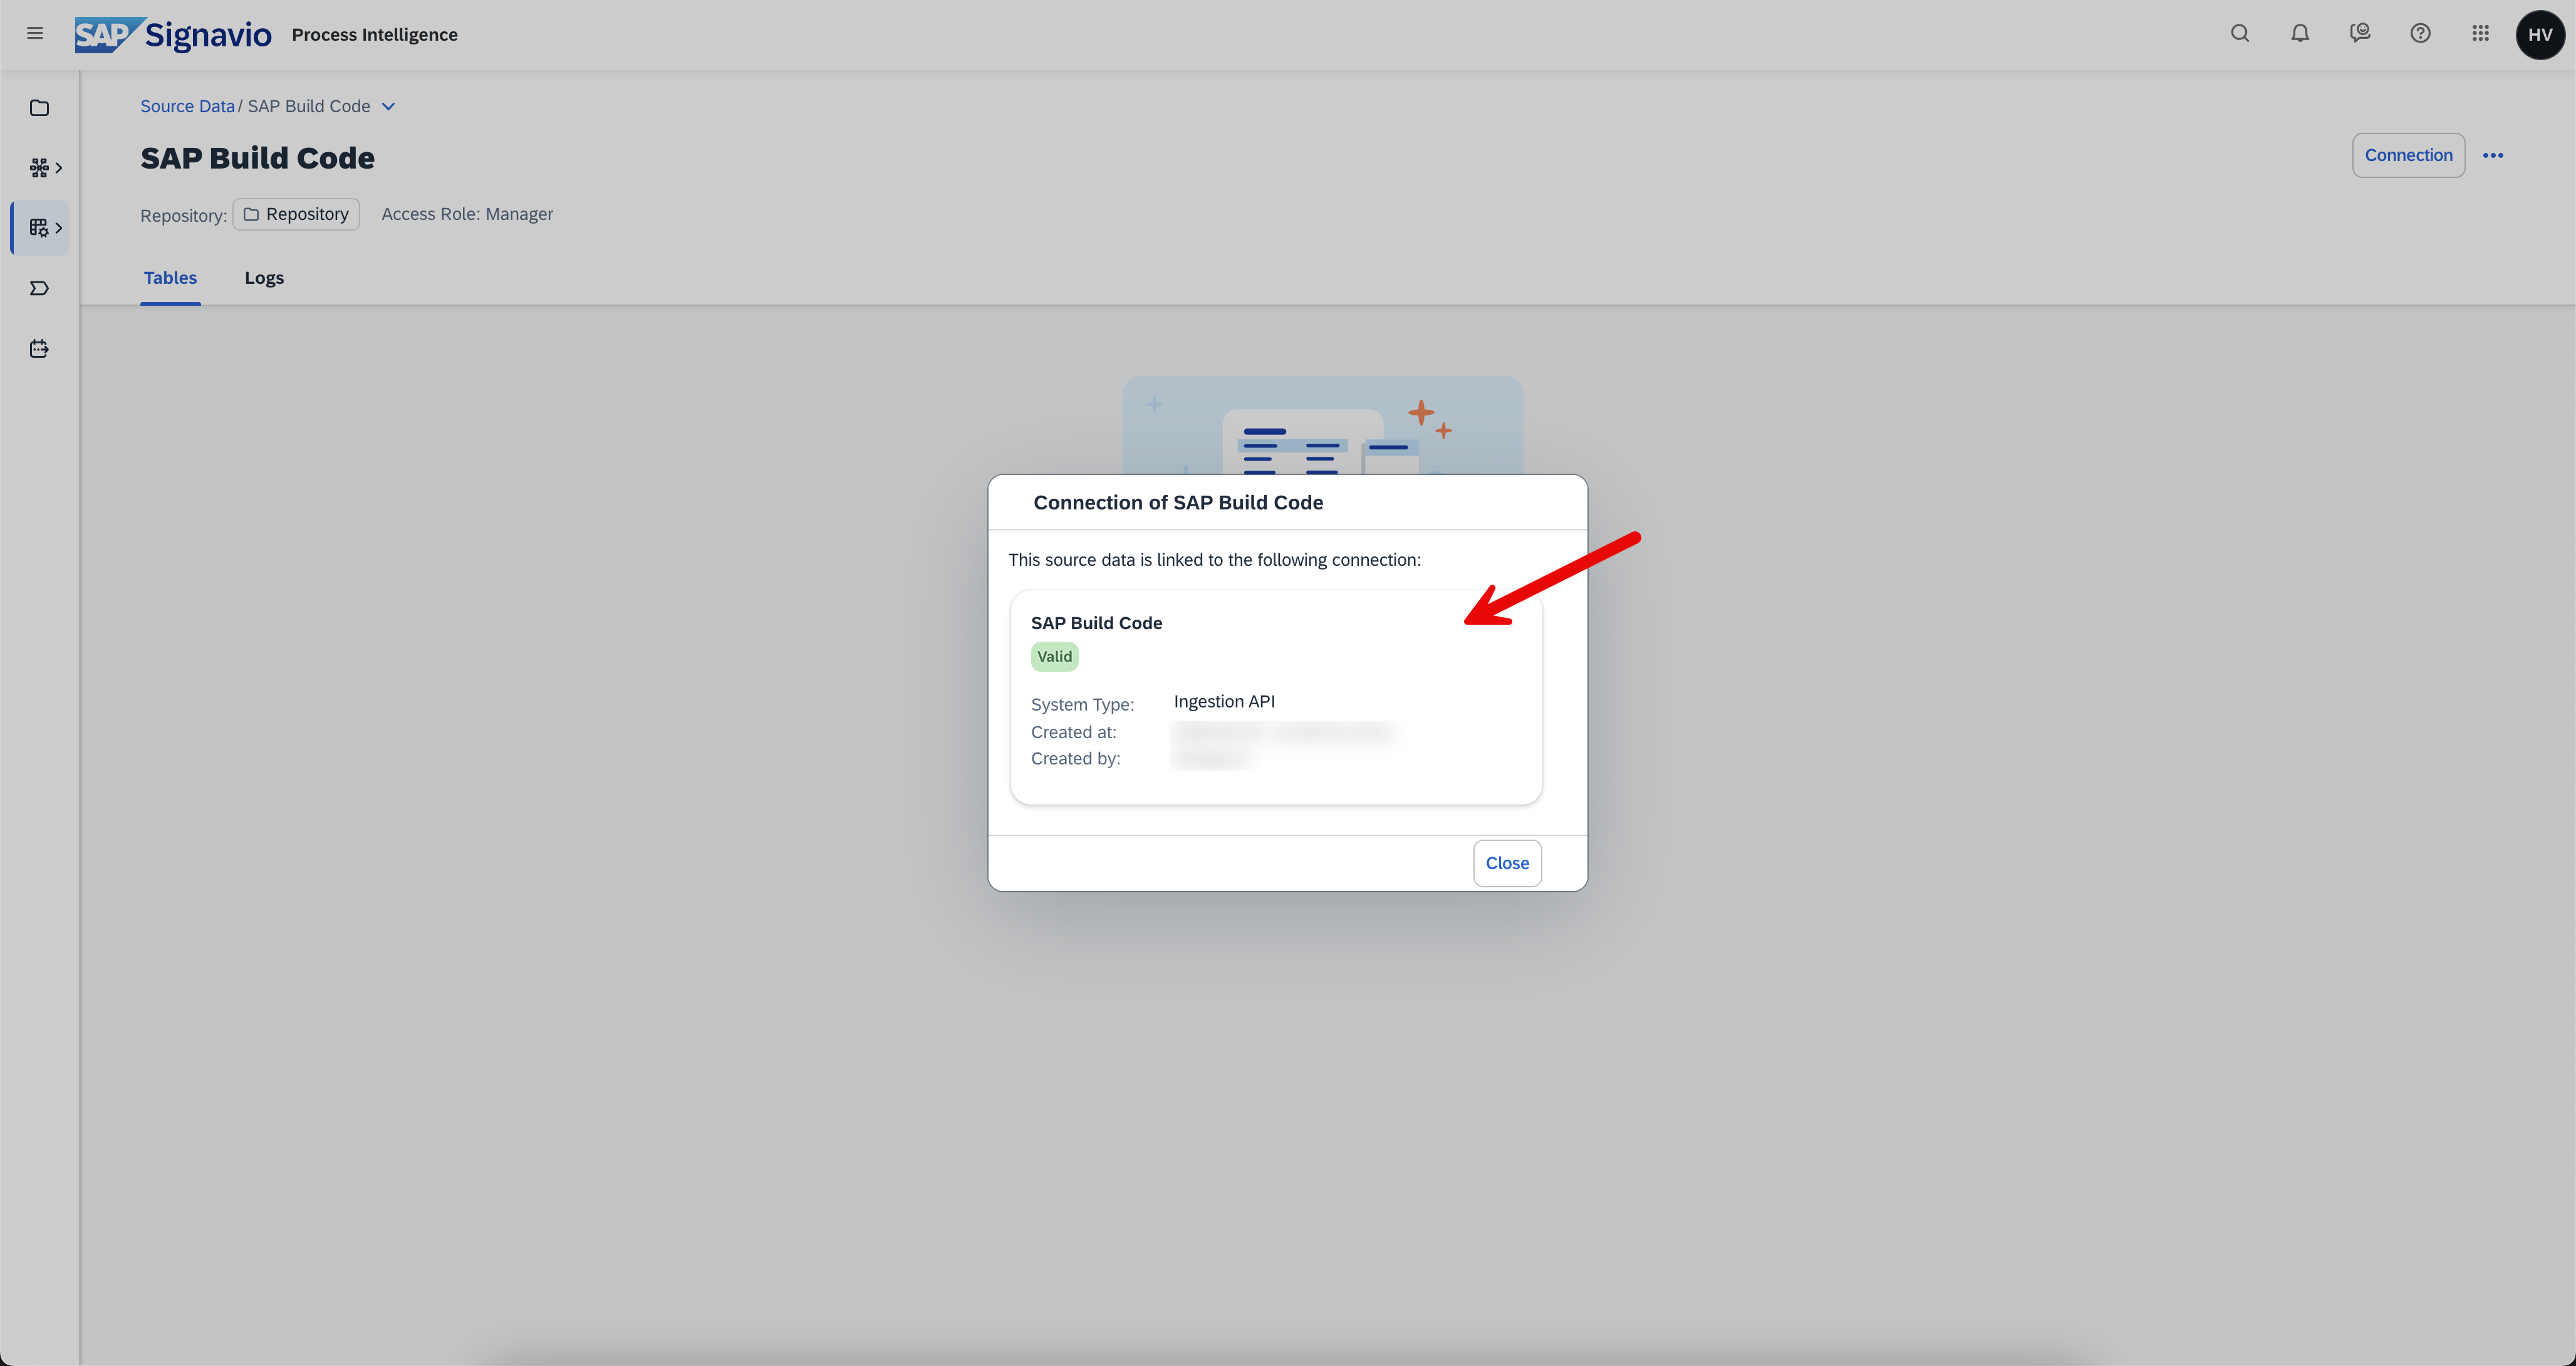 SAP Signavio Process Intelligence
HV
Source Data / SAP Build Code
SAP Build Code
Connection
Repository: Repository Access Role: Manager
Tables Logs
Connection of SAP Build Code
This source data is linked to the following connection:
SAP Build Code
Valid
System Type: Ingestion API
Created at:
Created by:
Close